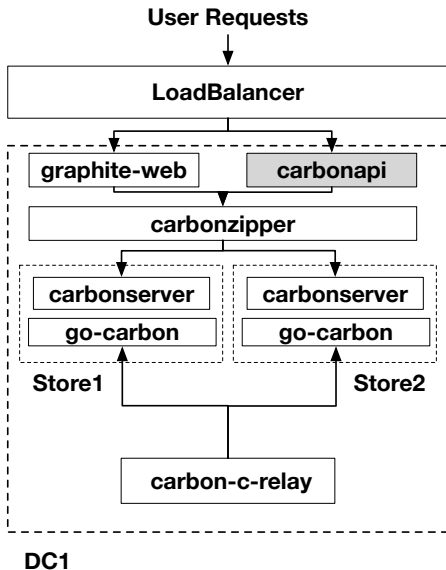 User Requests
LoadBalancer
graphite-web carbonapi
carbonzipper
carbonserver carbonserver
go-carbon go-carbon
Store1 Store2
carbon-c-relay
DC1